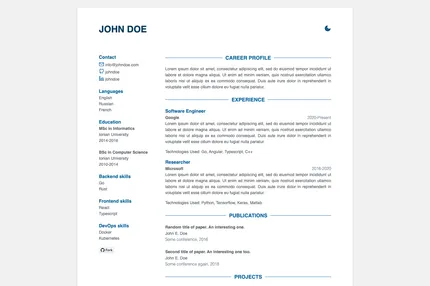 JOHN DOE
Contact
info@johndoe.com
johndoe
johndoe
Languages
English
Russian
French
Education
BSc in Informatics
Ionian University
2014-2016
BSc in Computer Science
Ionian University
2010-2014
Backend skills
Go
Rust
Frontend skills
React
Typescript
DevOps skills
Docker
Kubernetes
Fork
CAREER PROFILE
Lorem ipsum dolor sit amet, consectetur adipiscing elit, sed do eiusmod tempor incididunt ut
labore et dolore magna aliqua. Ut enim ad minim veniam, quis nostrud exercitation ullamco
laboris nisi ut aliquip ex ea commodo consequat. Duis aute irure dolor in reprehenderit in
voluptate velit esse cillum dolore eu fugiat nulla pariatur.
EXPERIENCE
Software Engineer
Google 2020-Present
Lorem ipsum dolor sit amet, consectetur adipiscing elit, sed do eiusmod tempor incididunt ut
labore et dolore magna aliqua. Ut enim ad minim veniam, quis nostrud exercitation ullamco
laboris nisi ut aliquip ex ea commodo consequat. Duis aute irure dolor in reprehenderit in
voluptate velit esse cillum dolore eu fugiat nulla pariatur.
Technologies Used: Go, Angular, Typescript, C++
Researcher
Microsoft 2016-2020
Lorem ipsum dolor sit amet, consectetur adipiscing elit, sed do eiusmod tempor incididunt ut
labore et dolore magna aliqua. Ut enim ad minim veniam, quis nostrud exercitation ullamco
laboris nisi ut aliquip ex ea commodo consequat. Duis aute irure dolor in reprehenderit in
voluptate velit esse cillum dolore eu fugiat nulla pariatur.
Technologies Used: Python, Tensorflow, Keras, Matlab
PUBLICATIONS
Random title of paper. An interesting one.
John E. Doe
Some conference, 2016
Second title of paper. An interesting one too.
John E. Doe
Some conference again, 2016
PROJECTS